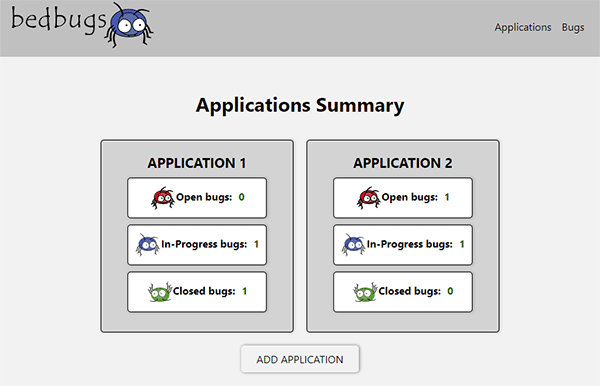 bedbugs
Applications Bugs
Applications Summary
APPLICATION 1
Open bugs: 0
In-Progress bugs: 1
Closed bugs: 1
APPLICATION 2
Open bugs: 1
In-Progress bugs: 1
Closed bugs: 0
ADD APPLICATION